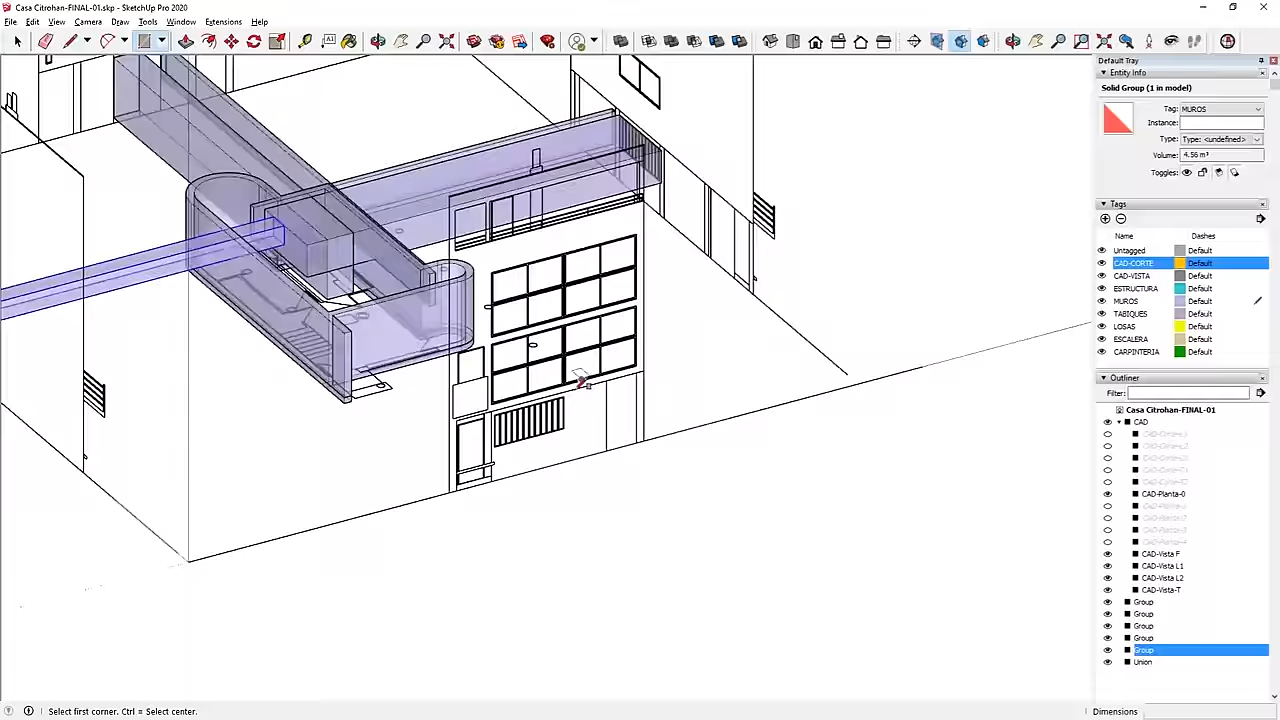 Casa Citrohan-FINAL-01.skp - SketchUp Pro 2020
File Edit View Camera Draw Tools Window Extensions Help
Default Tray
Entity Info
Solid Group (1 in model)
Tag: MUROS
Instance:
Type: Type: <undefined>
Volume: 4.56 m³
Toggles:
Tags
Name Dashes
Untagged Default
CAD-CORTE Default
CAD-VISTA Default
ESTRUCTURA Default
MUROS Default
TABIQUES Default
LOSAS Default
ESCALERA Default
CARPINTERIA Default
Outliner
Filter:
Casa Citrohan-FINAL-01
CAD
CAD-Planta-0
CAD-Vista F
CAD-Vista L1
CAD-Vista L2
CAD-Vista-T
Group
Group
Group
Group
Group
Union
Select first corner. Ctrl = Select center.
Dimensions